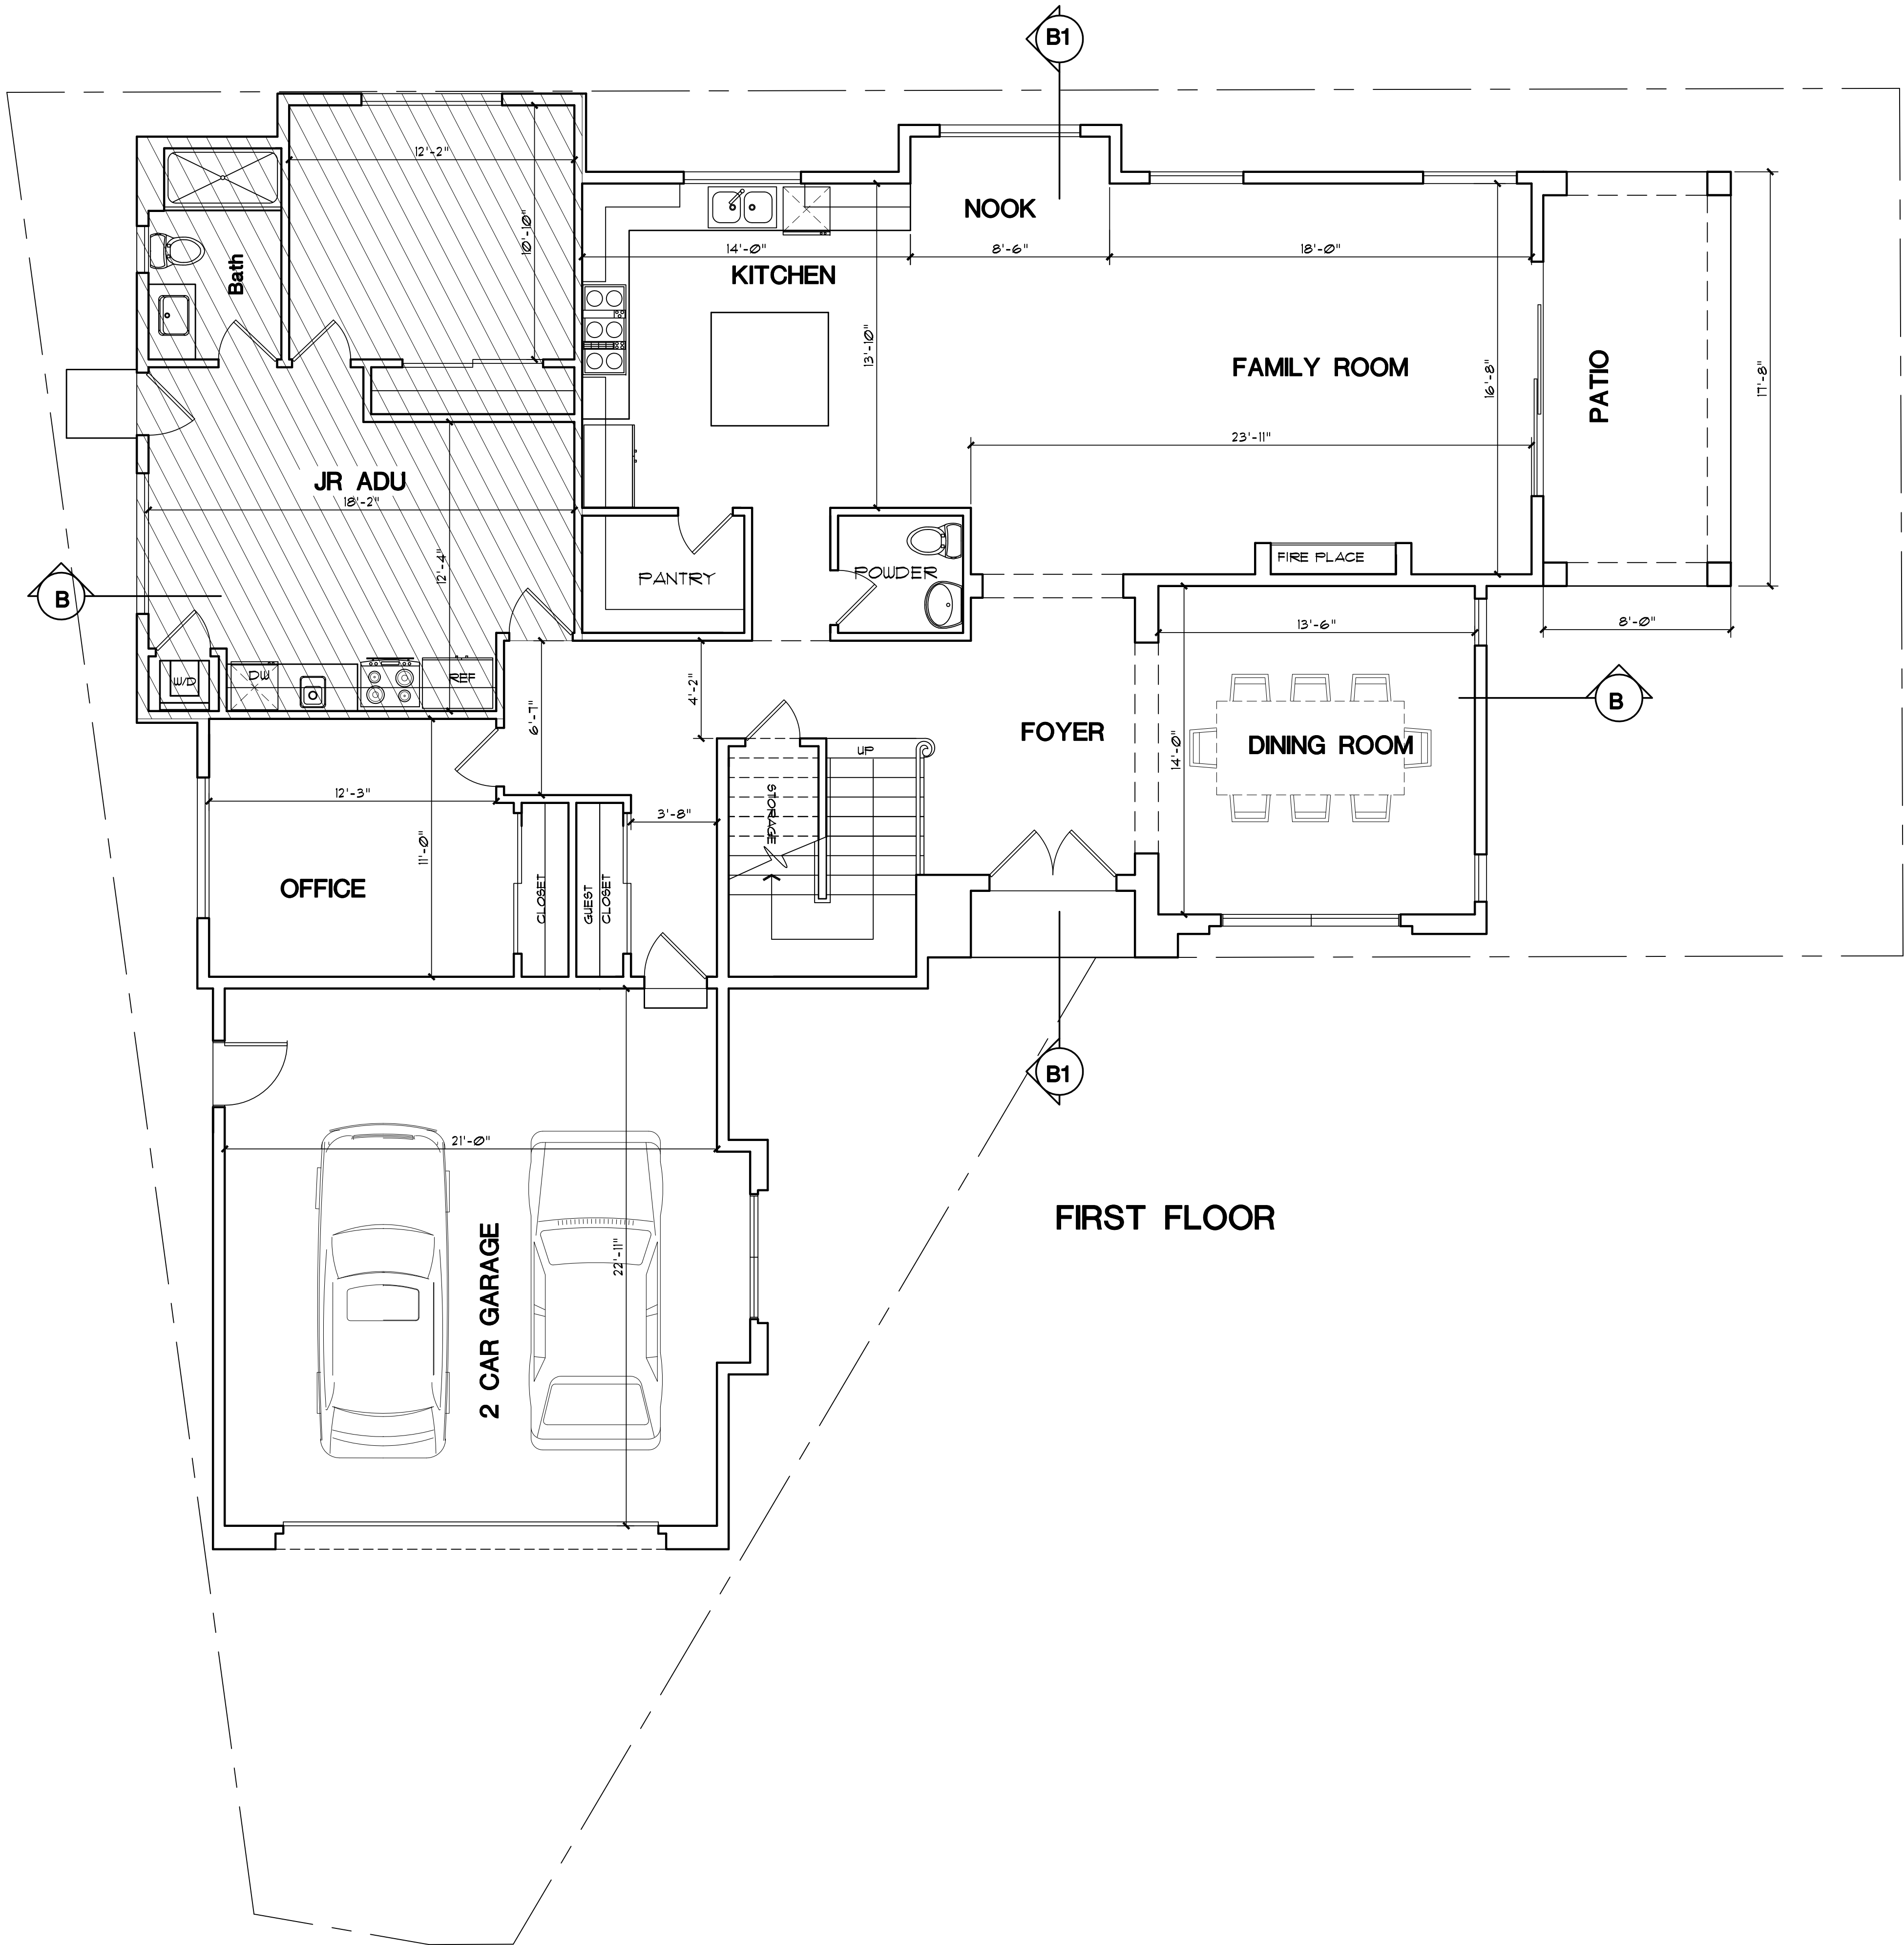 B1
12'-2"
10'-10"
NOOK
14'-0"
8'-6"
18'-0"
Bath
KITCHEN
13'-10"
FAMILY ROOM
16'-8"
PATIO
17'-8"
23'-11"
JR ADU
18'-2"
12'-4"
FIRE PLACE
PANTRY
POWDER
B
13'-6"
8'-0"
W/D
DW
REF
4'-2"
6'-7"
B
FOYER
14'-0"
DINING ROOM
UP
12'-3"
3'-8"
STORAGE
11'-0"
OFFICE
CLOSET
GUEST
CLOSET
B1
21'-0"
2 CAR GARAGE
22'-11"
FIRST FLOOR